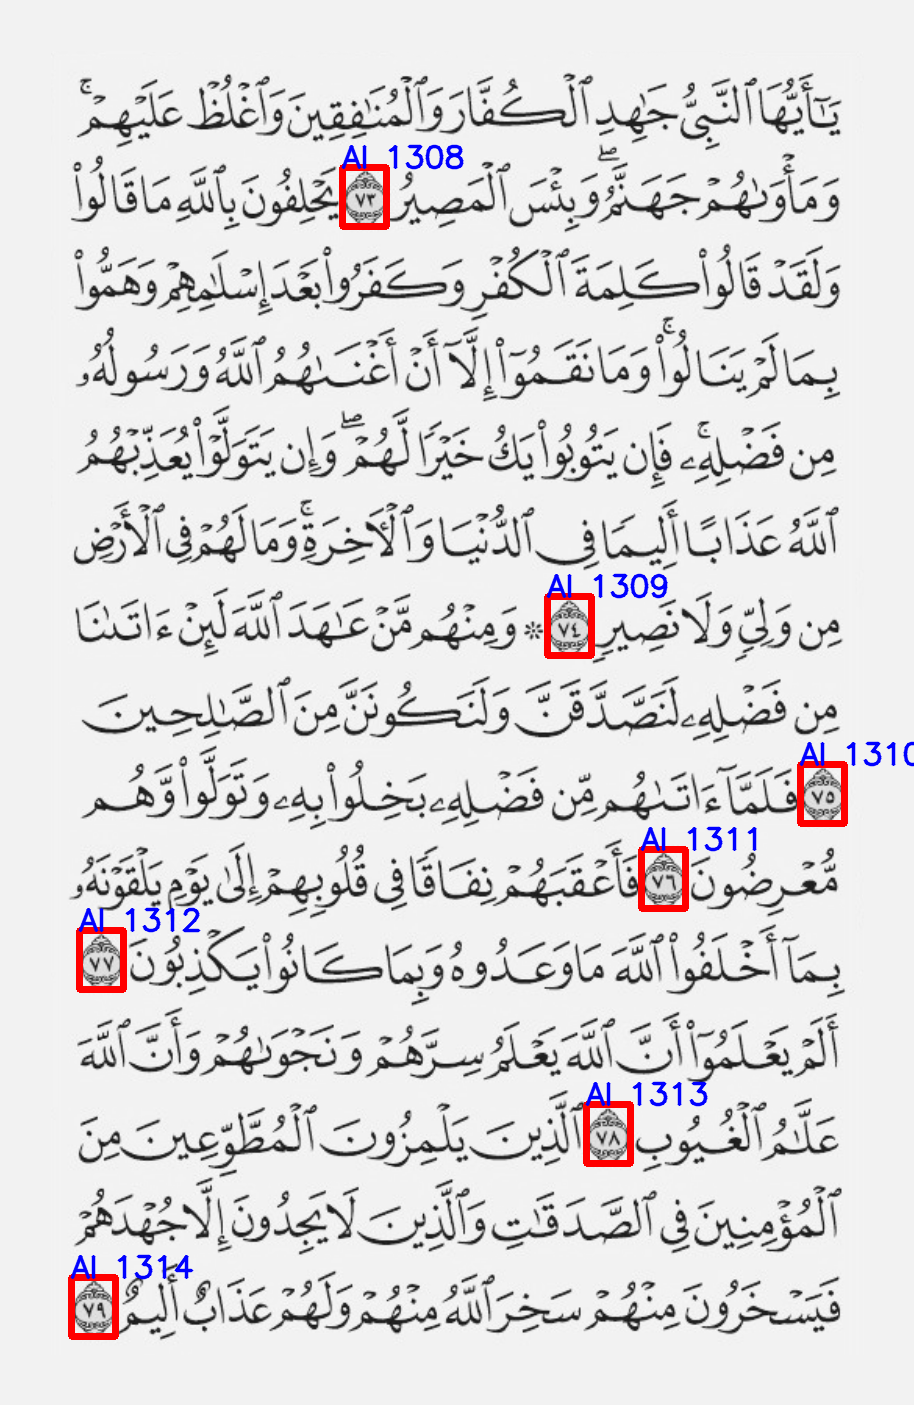 يَـٰٓأَيُّهَا ٱلنَّبِىُّ جَـٰهِدِ ٱلْكُفَّارَ وَٱلْمُنَـٰفِقِينَ وَٱغْلُظْ عَلَيْهِمْ ۚ
AI_1308
وَمَأْوَىٰهُمْ جَهَنَّمُ ۖ وَبِئْسَ ٱلْمَصِيرُ ٧٣ يَحْلِفُونَ بِٱللَّهِ مَا قَالُوا۟
وَلَقَدْ قَالُوا۟ كَلِمَةَ ٱلْكُفْرِ وَكَفَرُوا۟ بَعْدَ إِسْلَـٰمِهِمْ وَهَمُّوا۟
بِمَا لَمْ يَنَالُوا۟ ۚ وَمَا نَقَمُوٓا۟ إِلَّآ أَنْ أَغْنَىٰهُمُ ٱللَّهُ وَرَسُولُهُۥ
مِن فَضْلِهِۦ ۚ فَإِن يَتُوبُوا۟ يَكُ خَيْرًا لَّهُمْ ۖ وَإِن يَتَوَلَّوْا۟ يُعَذِّبْهُمُ
ٱللَّهُ عَذَابًا أَلِيمًا فِى ٱلدُّنْيَا وَٱلْـَٔاخِرَةِ ۚ وَمَا لَهُمْ فِى ٱلْأَرْضِ
AI_1309
مِن وَلِىٍّ وَلَا نَصِيرٍ ٧٤ ۞ وَمِنْهُم مَّنْ عَـٰهَدَ ٱللَّهَ لَئِنْ ءَاتَىٰنَا
مِن فَضْلِهِۦ لَنَصَّدَّقَنَّ وَلَنَكُونَنَّ مِنَ ٱلصَّـٰلِحِينَ
AI_1310
٧٥ فَلَمَّآ ءَاتَىٰهُم مِّن فَضْلِهِۦ بَخِلُوا۟ بِهِۦ وَتَوَلَّوا۟ وَّهُم
AI_1311
مُّعْرِضُونَ ٧٦ فَأَعْقَبَهُمْ نِفَاقًا فِى قُلُوبِهِمْ إِلَىٰ يَوْمِ يَلْقَوْنَهُۥ
AI_1312
بِمَآ أَخْلَفُوا۟ ٱللَّهَ مَا وَعَدُوهُ وَبِمَا كَانُوا۟ يَكْذِبُونَ ٧٧
أَلَمْ يَعْلَمُوٓا۟ أَنَّ ٱللَّهَ يَعْلَمُ سِرَّهُمْ وَنَجْوَىٰهُمْ وَأَنَّ ٱللَّهَ
AI_1313
عَلَّـٰمُ ٱلْغُيُوبِ ٧٨ ٱلَّذِينَ يَلْمِزُونَ ٱلْمُطَّوِّعِينَ مِنَ
ٱلْمُؤْمِنِينَ فِى ٱلصَّدَقَـٰتِ وَٱلَّذِينَ لَا يَجِدُونَ إِلَّا جُهْدَهُمْ
AI_1314
فَيَسْخَرُونَ مِنْهُمْ سَخِرَ ٱللَّهُ مِنْهُمْ وَلَهُمْ عَذَابٌ أَلِيمٌ ٧٩